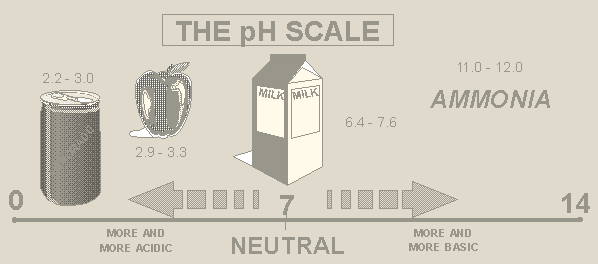 THE pH SCALE
2.2 - 3.0
2.9 - 3.3
MILK MILK
6.4 - 7.6
11.0 - 12.0
AMMONIA
0
7
14
MORE AND
MORE ACIDIC
NEUTRAL
MORE AND
MORE BASIC